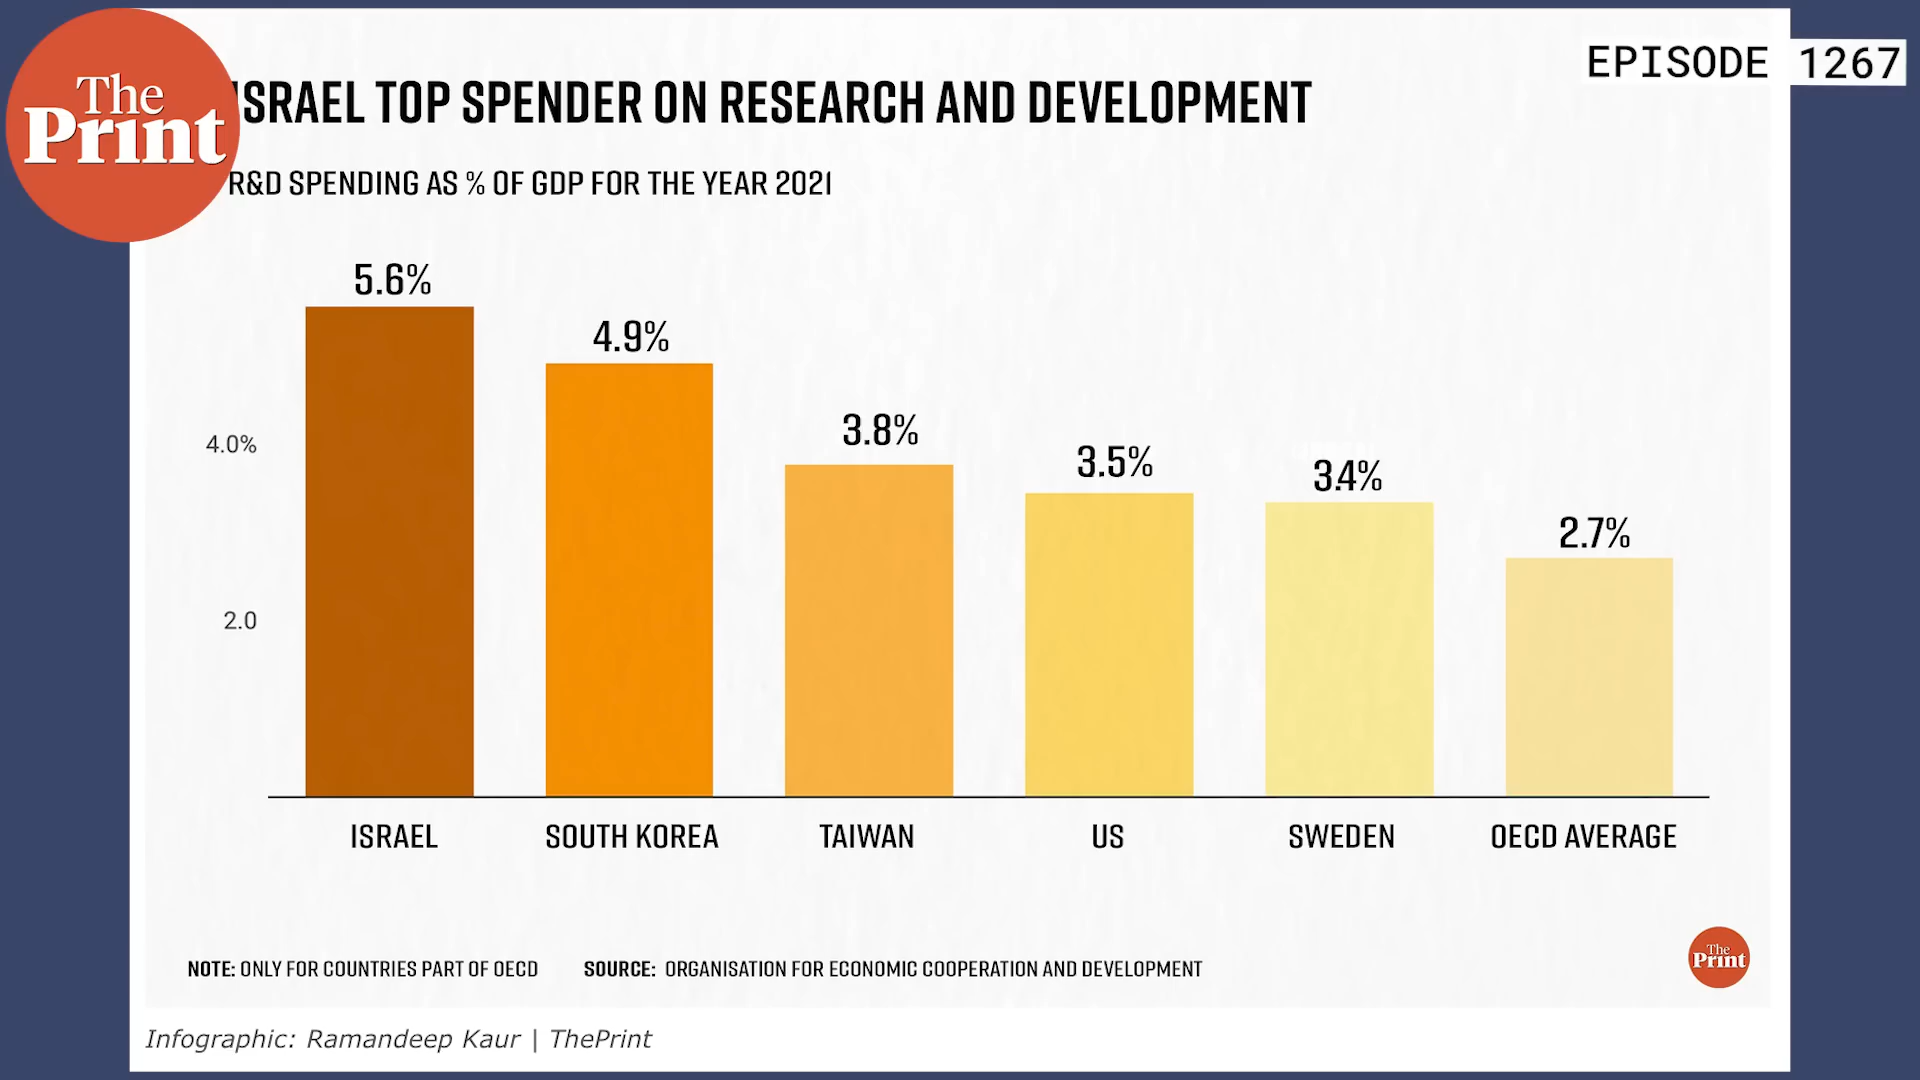 The
Print
EPISODE 1267
ISRAEL TOP SPENDER ON RESEARCH AND DEVELOPMENT
R&D SPENDING AS % OF GDP FOR THE YEAR 2021
5.6%
4.9%
3.8%
3.5%
3.4%
2.7%
4.0%
2.0
ISRAEL SOUTH KOREA TAIWAN US SWEDEN OECD AVERAGE
NOTE: ONLY FOR COUNTRIES PART OF OECD SOURCE: ORGANISATION FOR ECONOMIC COOPERATION AND DEVELOPMENT
The
Print
Infographic: Ramandeep Kaur | ThePrint